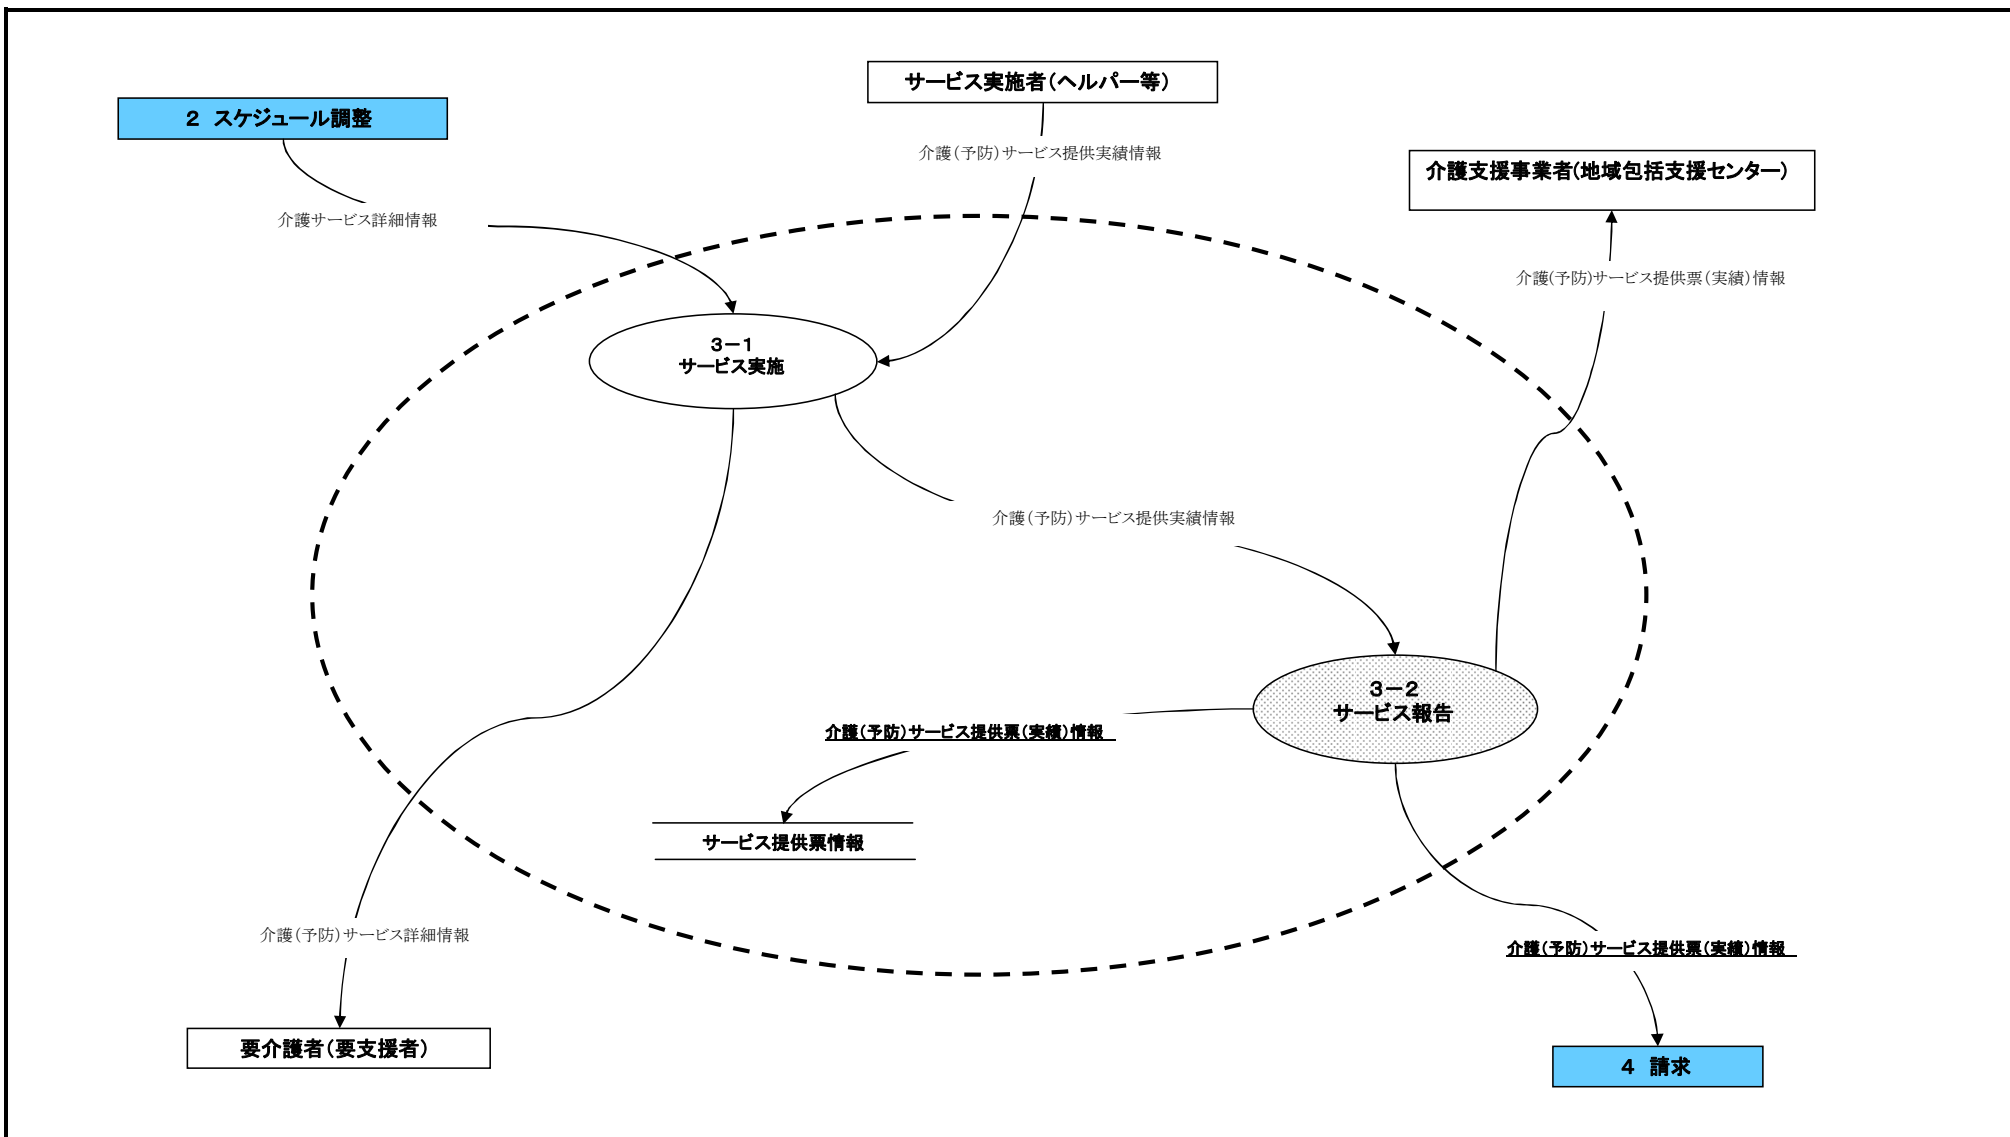 サービス実施者(ヘルパー等)
2 スケジュール調整
介護(予防)サービス提供実績情報
介護支援事業者(地域包括支援センター)
介護サービス詳細情報
介護(予防)サービス提供票(実績)情報
3-1
サービス実施
介護(予防)サービス提供実績情報
3-2
サービス報告
介護(予防)サービス提供票(実績)情報
サービス提供票情報
介護(予防)サービス詳細情報
介護(予防)サービス提供票(実績)情報
要介護者(要支援者)
4 請求